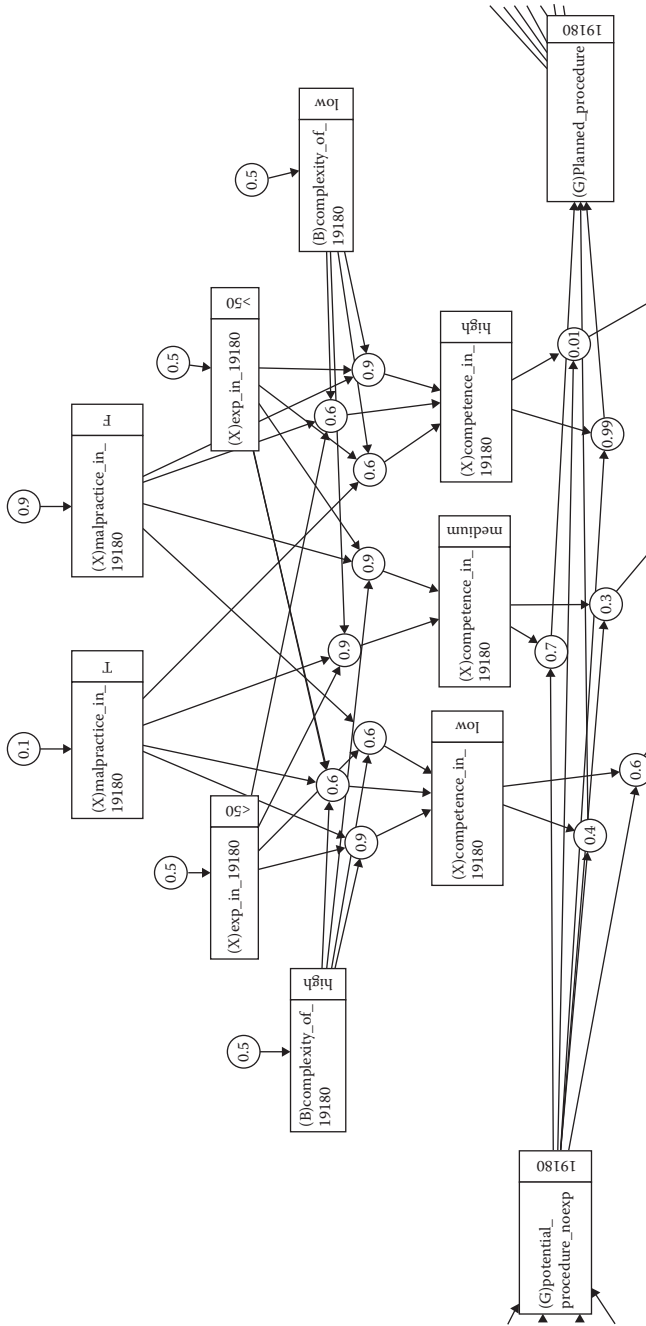 0.9
0.1
(X)malpractice_in_
19180
F
(X)malpractice_in_
19180
T
0.5
0.5
(X)exp_in_19180
>50
(X)exp_in_19180
<50
0.5
0.5
(B)complexity_of_
19180
low
(B)complexity_of_
19180
high
0.9
0.6
0.6
0.9
0.9
0.6
0.6
0.9
(X)competence_in_
19180
high
(X)competence_in_
19180
medium
(X)competence_in_
19180
low
0.01
0.99
0.7
0.3
0.4
0.6
(G)Planned_procedure
19180
(G)potential_
procedure_noexp
19180